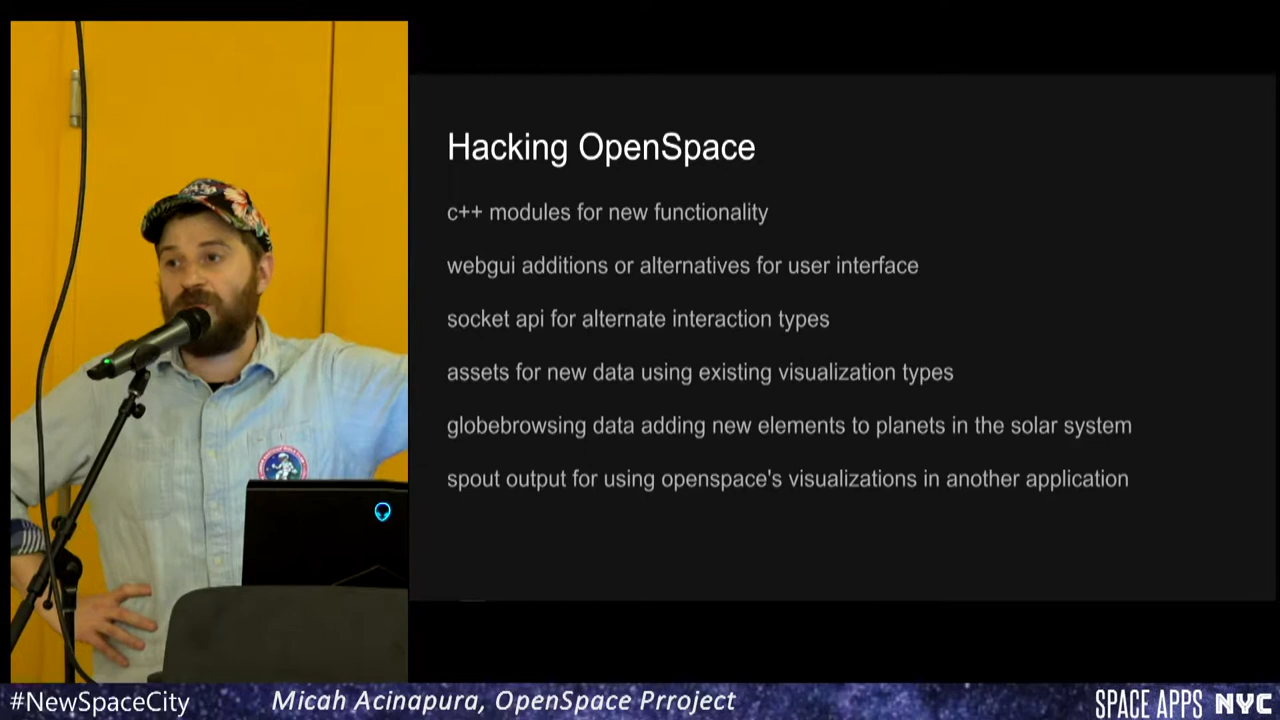 Hacking OpenSpace
c++ modules for new functionality
webgui additions or alternatives for user interface
socket api for alternate interaction types
assets for new data using existing visualization types
globebrowsing data adding new elements to planets in the solar system
spout output for using openspace's visualizations in another application
#NewSpaceCity
Micah Acinapura, OpenSpace Prroject
SPACE APPS NYC